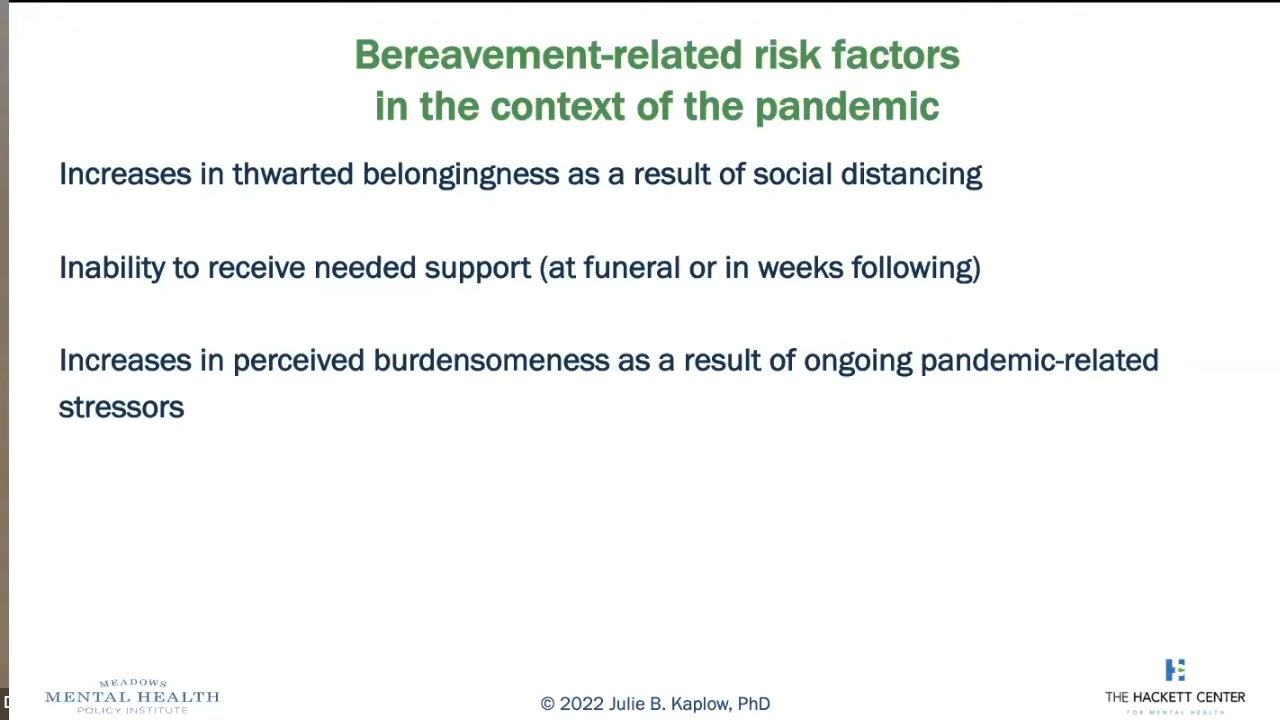 Bereavement-related risk factors
in the context of the pandemic
Increases in thwarted belongingness as a result of social distancing
Inability to receive needed support (at funeral or in weeks following)
Increases in perceived burdensomeness as a result of ongoing pandemic-related
stressors
MEADOWS
MENTAL HEALTH
POLICY INSTITUTE
© 2022 Julie B. Kaplow, PhD
THE HACKETT CENTER
FOR MENTAL HEALTH